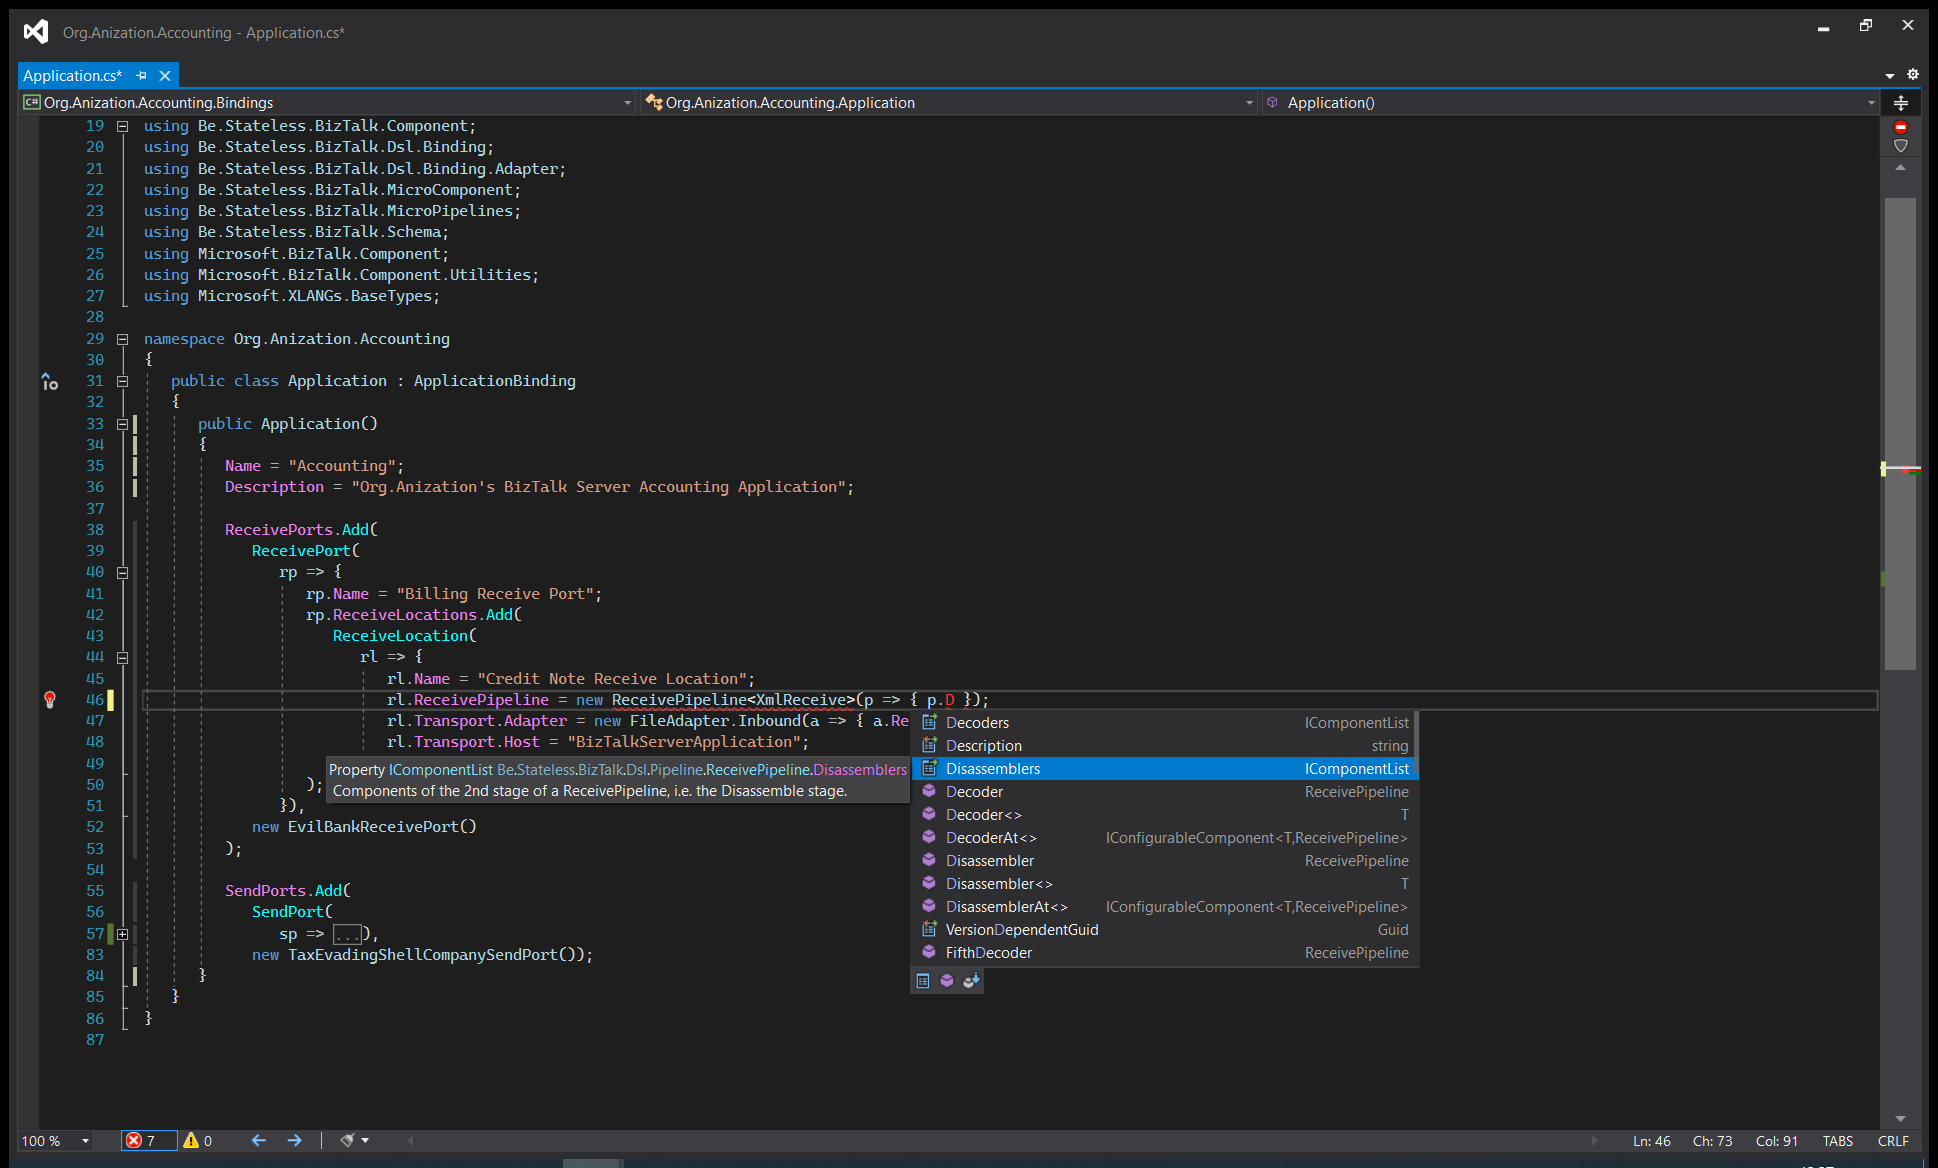 Org.Anization.Accounting - Application.cs*
Application.cs*
C# Org.Anization.Accounting.Bindings
Org.Anization.Accounting.Application
Application()
19 using Be.Stateless.BizTalk.Component;
20 using Be.Stateless.BizTalk.Dsl.Binding;
21 using Be.Stateless.BizTalk.Dsl.Binding.Adapter;
22 using Be.Stateless.BizTalk.MicroComponent;
23 using Be.Stateless.BizTalk.MicroPipelines;
24 using Be.Stateless.BizTalk.Schema;
25 using Microsoft.BizTalk.Component;
26 using Microsoft.BizTalk.Component.Utilities;
27 using Microsoft.XLANGs.BaseTypes;
28
29 namespace Org.Anization.Accounting
30 {
31 public class Application : ApplicationBinding
32 {
33 public Application()
34 {
35 Name = "Accounting";
36 Description = "Org.Anization's BizTalk Server Accounting Application";
37
38 ReceivePorts.Add(
39 ReceivePort(
40 rp => {
41 rp.Name = "Billing Receive Port";
42 rp.ReceiveLocations.Add(
43 ReceiveLocation(
44 rl => {
45 rl.Name = "Credit Note Receive Location";
46 rl.ReceivePipeline = new ReceivePipeline<XmlReceive>(p => { p.D });
47 rl.Transport.Adapter = new FileAdapter.Inbound(a => { a.Re
48 rl.Transport.Host = "BizTalkServerApplication";
49
50 );
51 }),
52 new EvilBankReceivePort()
53 );
54
55 SendPorts.Add(
56 SendPort(
57 sp => ...),
83 new TaxEvadingShellCompanySendPort());
84 }
85 }
86 }
87
Property IComponentList Be.Stateless.BizTalk.Dsl.Pipeline.ReceivePipeline.Disassemblers
Components of the 2nd stage of a ReceivePipeline, i.e. the Disassemble stage.
Decoders IComponentList
Description string
Disassemblers IComponentList
Decoder ReceivePipeline
Decoder<> T
DecoderAt<> IConfigurableComponent<T,ReceivePipeline>
Disassembler ReceivePipeline
Disassembler<> T
DisassemblerAt<> IConfigurableComponent<T,ReceivePipeline>
VersionDependentGuid Guid
FifthDecoder ReceivePipeline
100 % 7 0 Ln: 46 Ch: 73 Col: 91 TABS CRLF